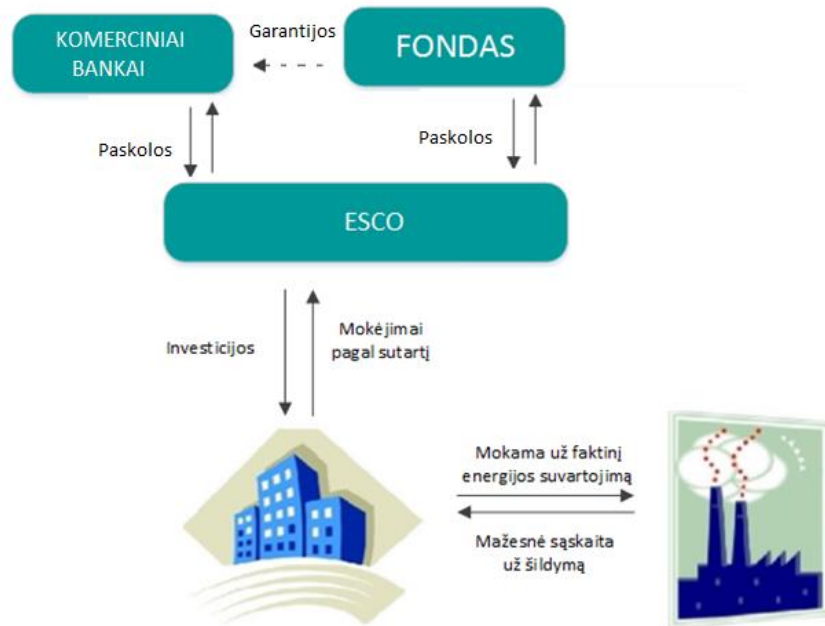 KOMERCINIAI
BANKAI
Garantijos
FONDAS
Paskolos
Paskolos
ESCO
Investicijos
Mokėjimai
pagal sutartį
Mokama už faktinį
energijos suvartojimą
Mažesnė sąskaita
už šildymą